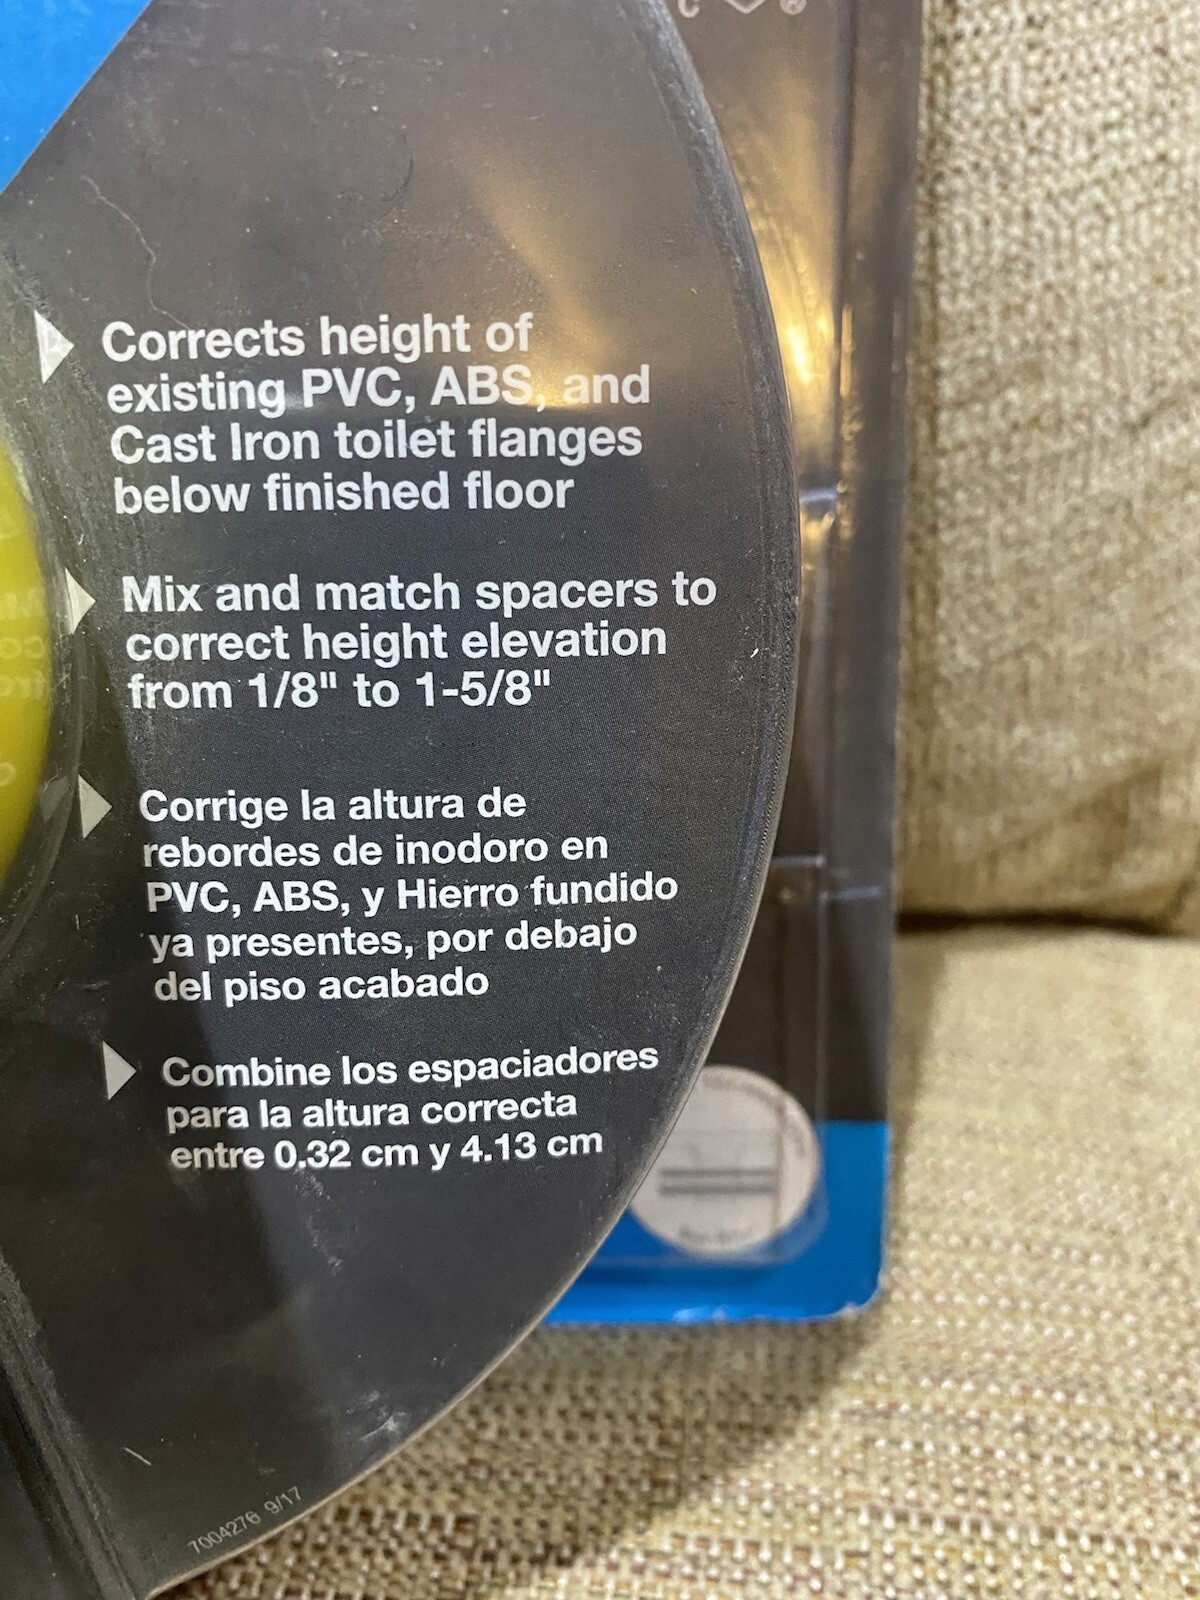 Corrects height of
existing PVC, ABS, and
Cast Iron toilet flanges
below finished floor
Mix and match spacers to
correct height elevation
from 1/8" to 1-5/8"
Corrige la altura de
rebordes de inodoro en
PVC, ABS, y Hierro fundido
ya presentes, por debajo
del piso acabado
Combine los espaciadores
para la altura correcta
entre 0.32 cm y 4.13 cm
7004276 9/17